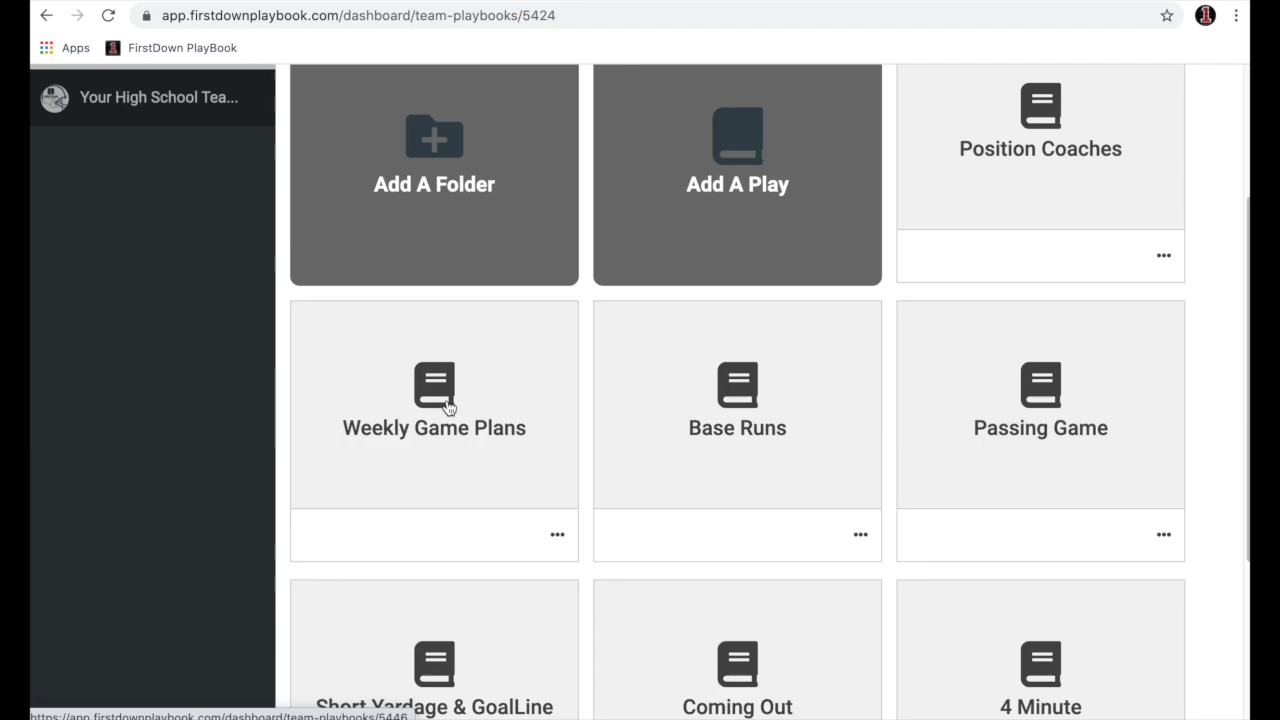 app.firstdownplaybook.com/dashboard/team-playbooks/5424
Apps
FirstDown PlayBook
Your High School Tea...
Add A Folder
Add A Play
Position Coaches
Weekly Game Plans
Base Runs
Passing Game
Short Yardage & GoalLine
Coming Out
4 Minute
https://app.firstdownplaybook.com/dashboard/team-playbooks/5446